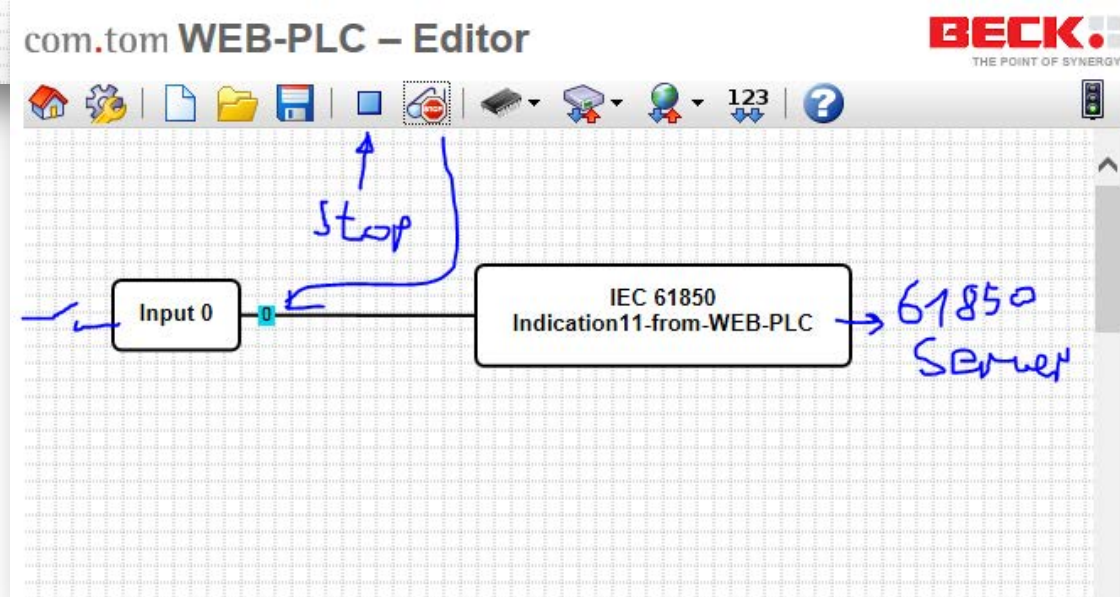 com.tom WEB-PLC – Editor
BECK.
THE POINT OF SYNERGY
STOP
123
?
Stop
Input 0
0
IEC 61850
Indication11-from-WEB-PLC
61850
Server